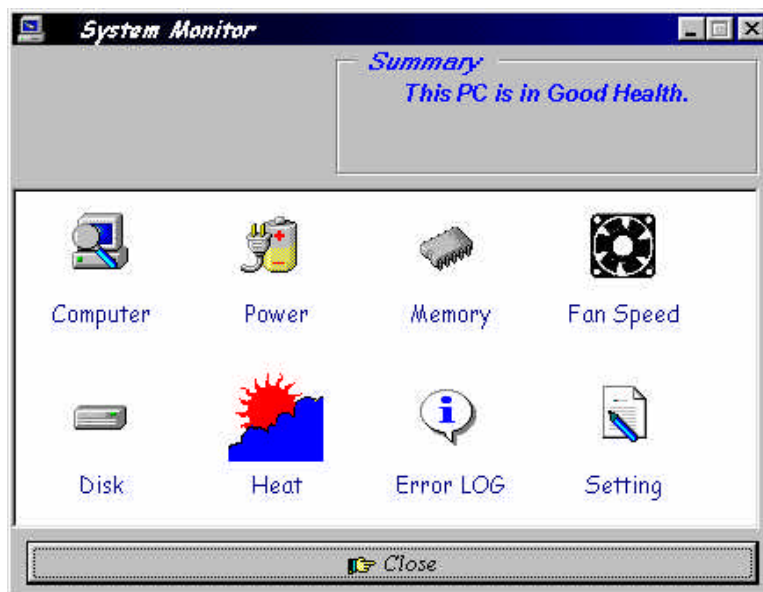 System Monitor
Summary
This PC is in Good Health.
Computer Power Memory Fan Speed
Disk Heat Error LOG Setting
Close